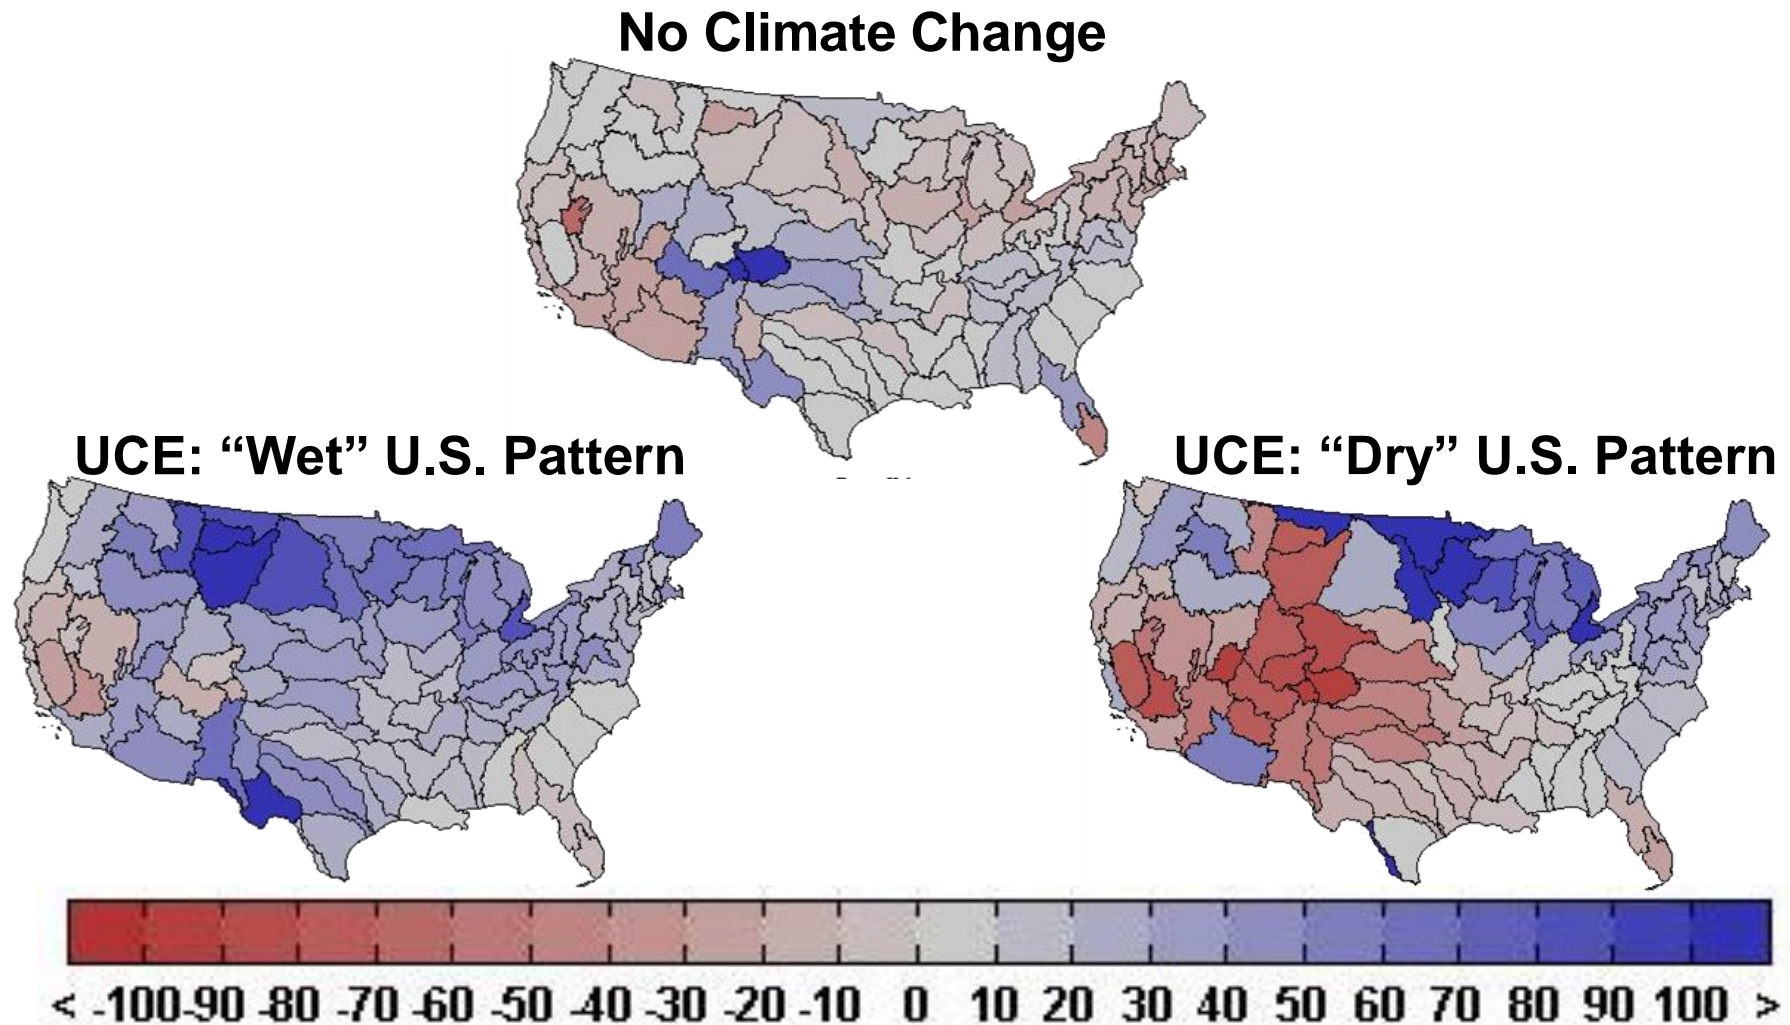 No Climate Change
UCE: “Wet” U.S. Pattern
UCE: “Dry” U.S. Pattern
< -100 -90 -80 -70 -60 -50 -40 -30 -20 -10 0 10 20 30 40 50 60 70 80 90 100 >